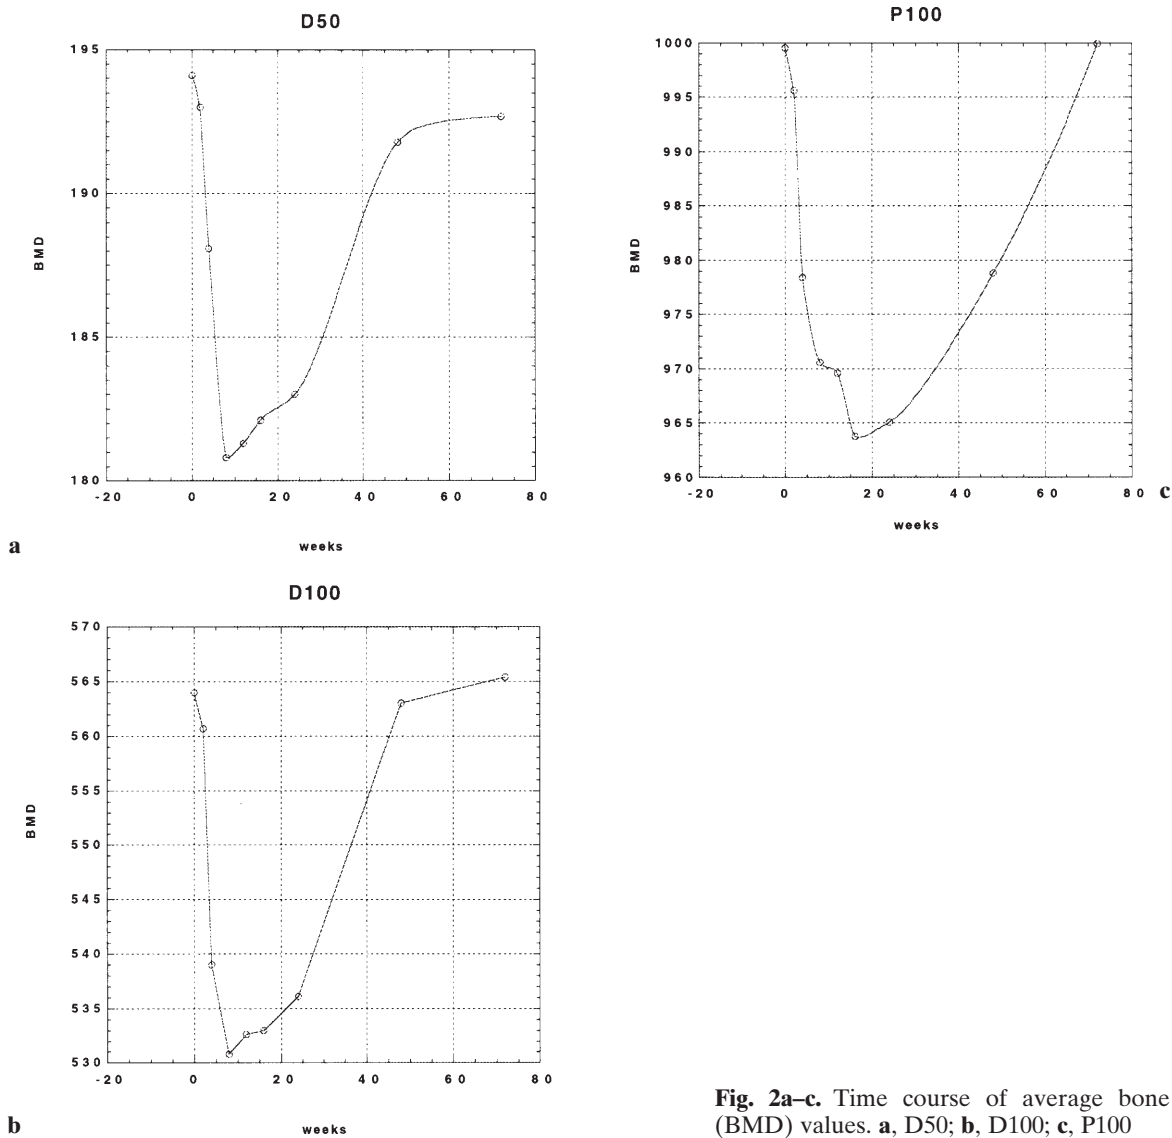 D50
195
190
185
180
-20 0 20 40 60 80
BMD
weeks
a
P100
1000
995
990
985
980
975
970
965
960
-20 0 20 40 60 80
BMD
weeks
c
D100
570
565
560
555
550
545
540
535
530
-20 0 20 40 60 80
BMD
weeks
b
Fig. 2a–c. Time course of average bone
(BMD) values. a, D50; b, D100; c, P100